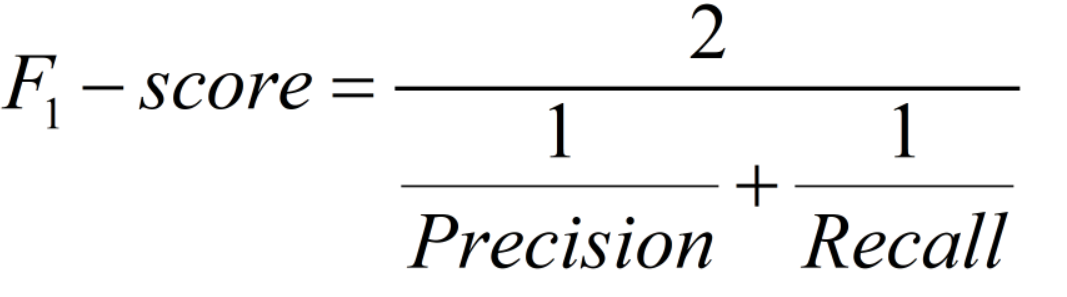 F₁ − score = 2
1 + 1
Precision Recall